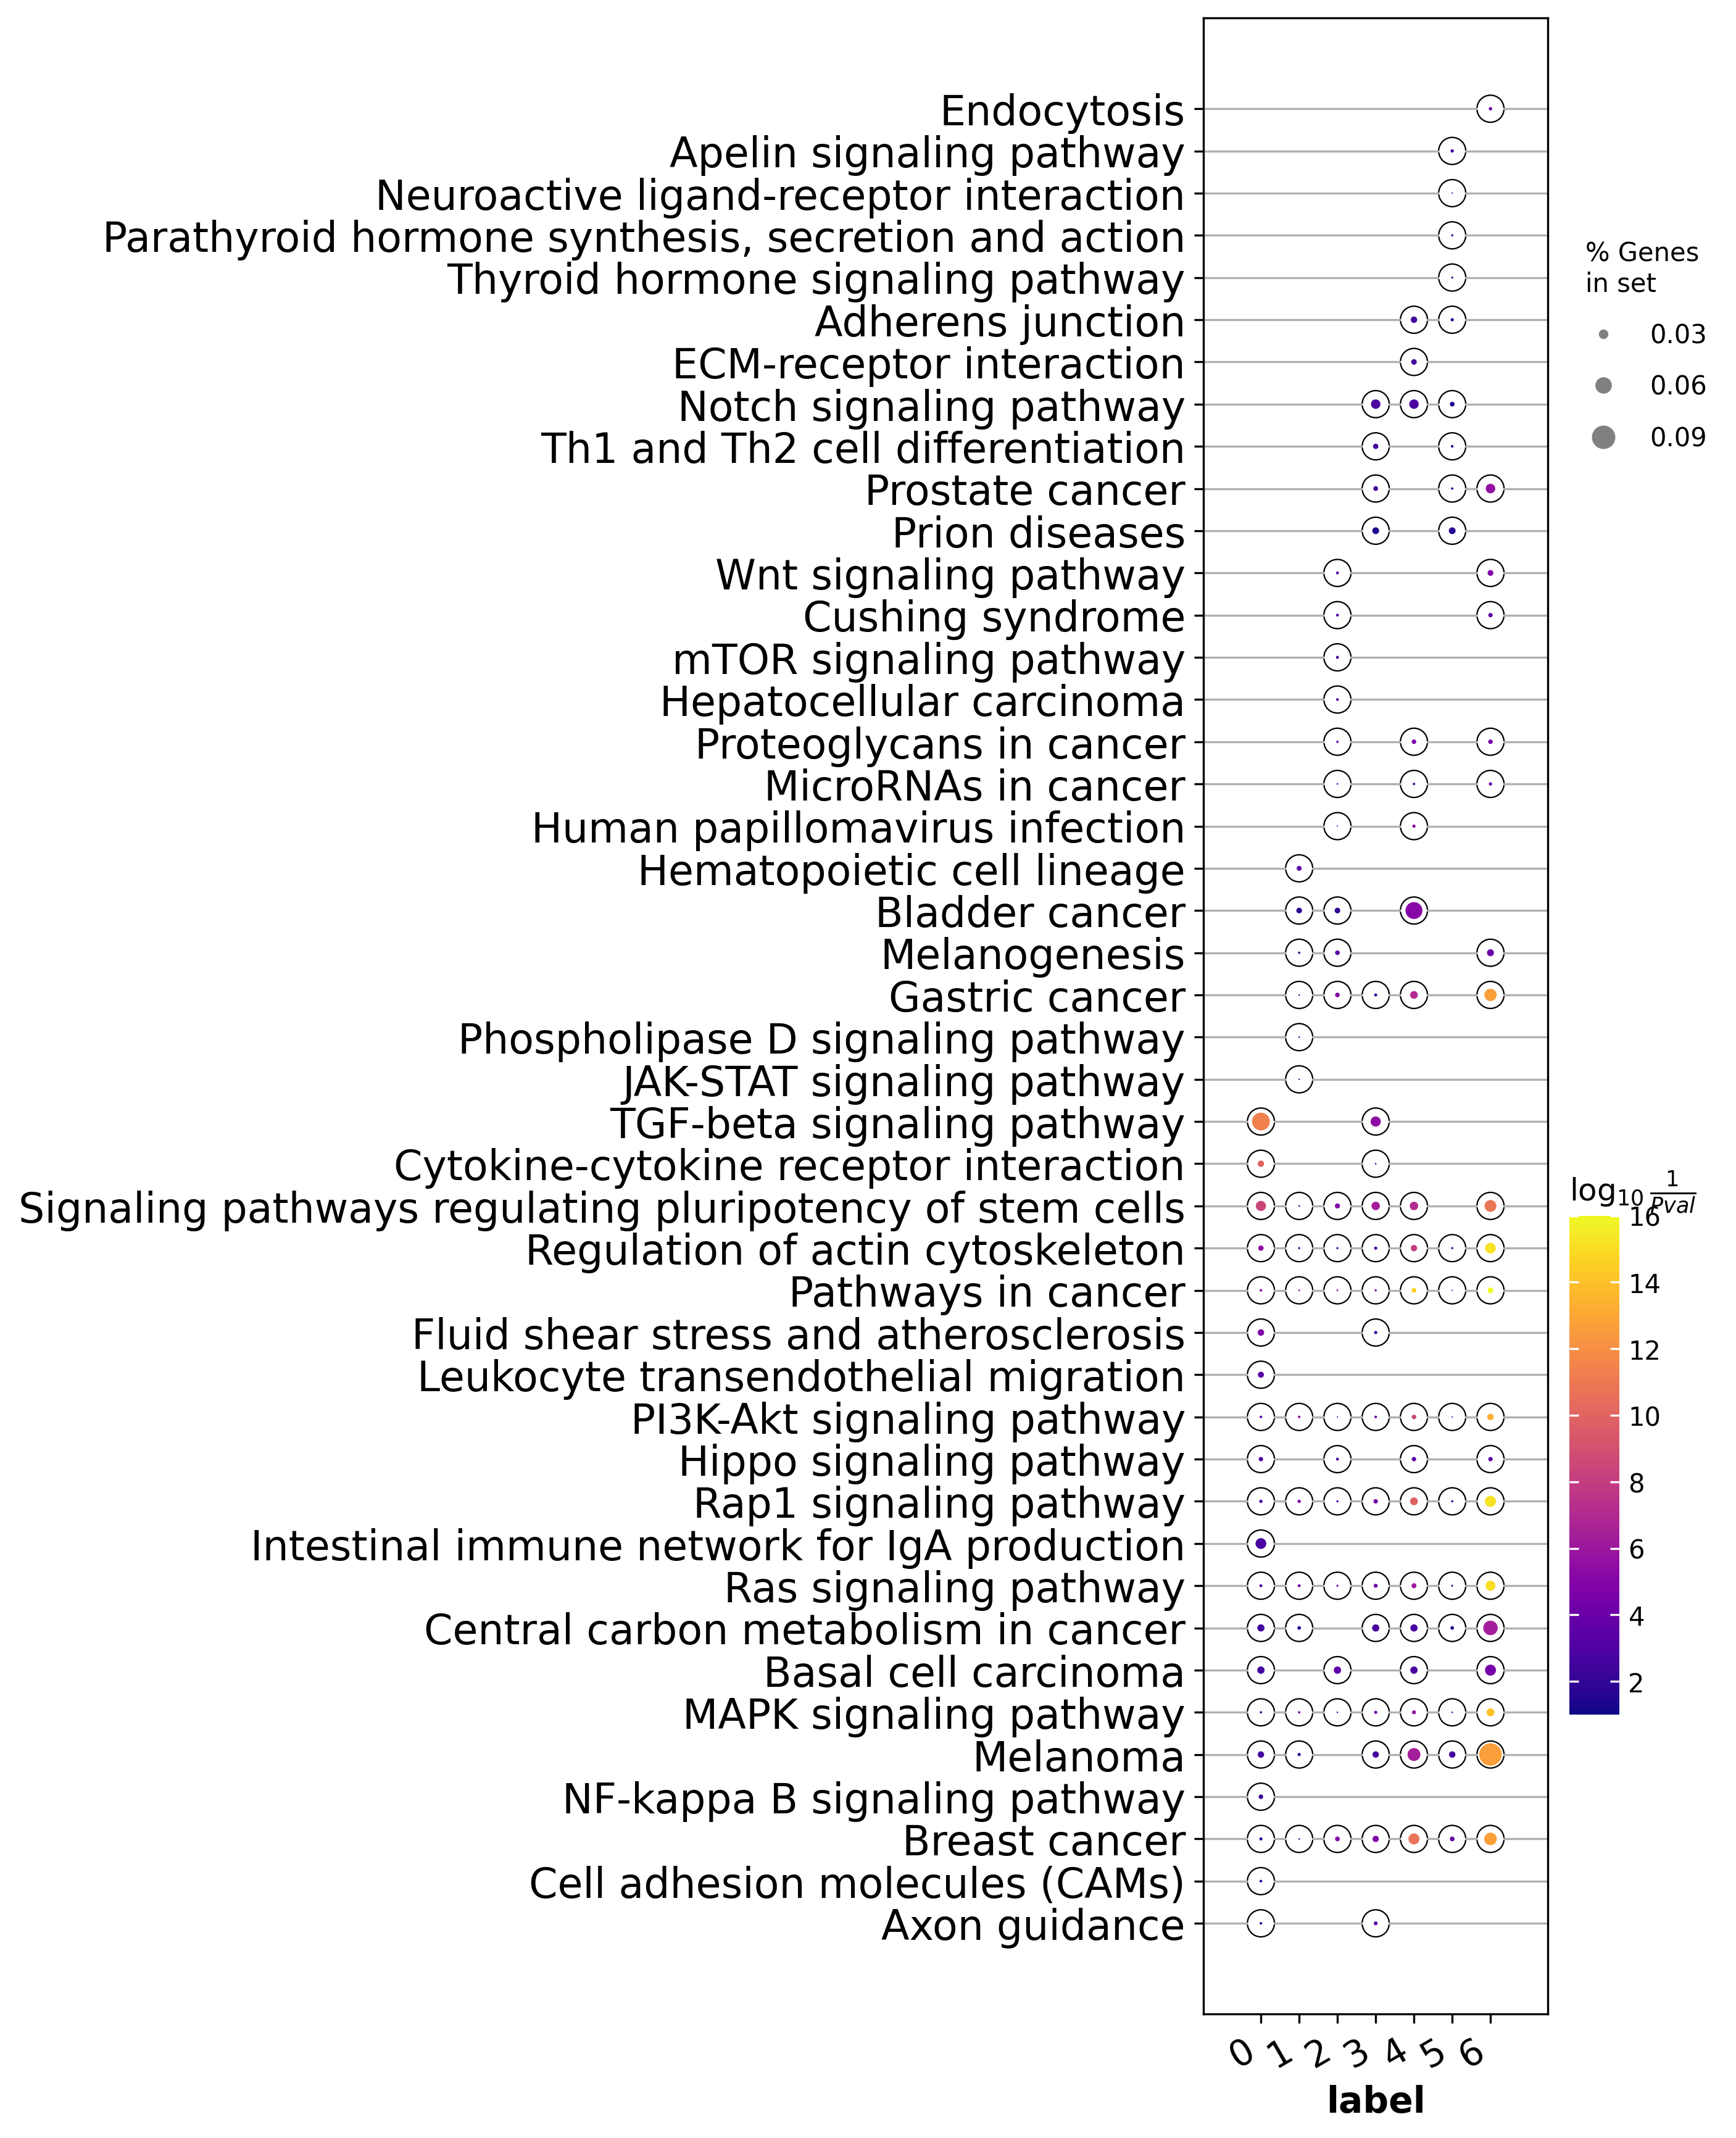 Endocytosis
Apelin signaling pathway
Neuroactive ligand-receptor interaction
Parathyroid hormone synthesis, secretion and action
Thyroid hormone signaling pathway
Adherens junction
ECM-receptor interaction
Notch signaling pathway
Th1 and Th2 cell differentiation
Prostate cancer
Prion diseases
Wnt signaling pathway
Cushing syndrome
mTOR signaling pathway
Hepatocellular carcinoma
Proteoglycans in cancer
MicroRNAs in cancer
Human papillomavirus infection
Hematopoietic cell lineage
Bladder cancer
Melanogenesis
Gastric cancer
Phospholipase D signaling pathway
JAK-STAT signaling pathway
TGF-beta signaling pathway
Cytokine-cytokine receptor interaction
Signaling pathways regulating pluripotency of stem cells
Regulation of actin cytoskeleton
Pathways in cancer
Fluid shear stress and atherosclerosis
Leukocyte transendothelial migration
PI3K-Akt signaling pathway
Hippo signaling pathway
Rap1 signaling pathway
Intestinal immune network for IgA production
Ras signaling pathway
Central carbon metabolism in cancer
Basal cell carcinoma
MAPK signaling pathway
Melanoma
NF-kappa B signaling pathway
Breast cancer
Cell adhesion molecules (CAMs)
Axon guidance
0 1 2 3 4 5 6
label
% Genes
in set
0.03
0.06
0.09
log₁₀ 1/Pval
16
14
12
10
8
6
4
2